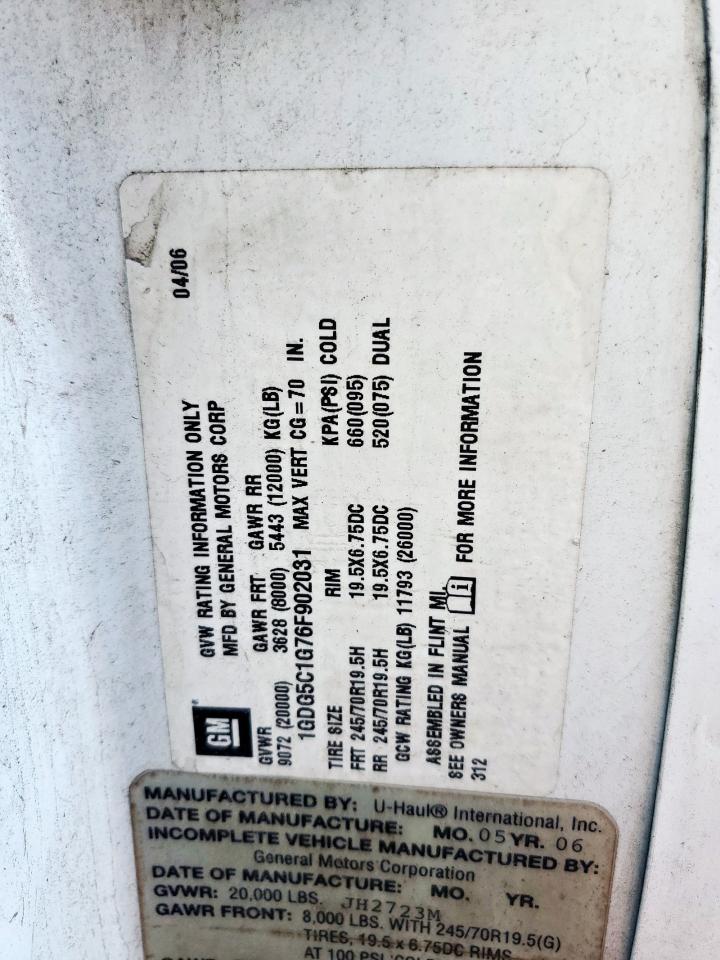 04/06
GVW RATING INFORMATION ONLY
MFD BY GENERAL MOTORS CORP
GM
GVWR GAWR FRT GAWR RR
9072 (20000) 3628 (8000) 5443 (12000) KG(LB)
1GDG5C1G76F902031 MAX VERT CG=70 IN.
TIRE SIZE RIM KPA(PSI) COLD
FRT 245/70R19.5H 19.5X6.75DC 660(095)
RR 245/70R19.5H 19.5X6.75DC 520(075) DUAL
GCW RATING KG(LB) 11793 (26000)
ASSEMBLED IN FLINT MI.
SEE OWNERS MANUAL FOR MORE INFORMATION
312
MANUFACTURED BY: U-Haul® International, Inc.
DATE OF MANUFACTURE: MO. 05 YR. 06
INCOMPLETE VEHICLE MANUFACTURED BY:
General Motors Corporation
DATE OF MANUFACTURE: MO. YR.
GVWR: 20,000 LBS. JH2723M
GAWR FRONT: 8,000 LBS. WITH 245/70R19.5(G)
TIRES, 19.5 x 6.75DC RIMS
AT 100 PSI